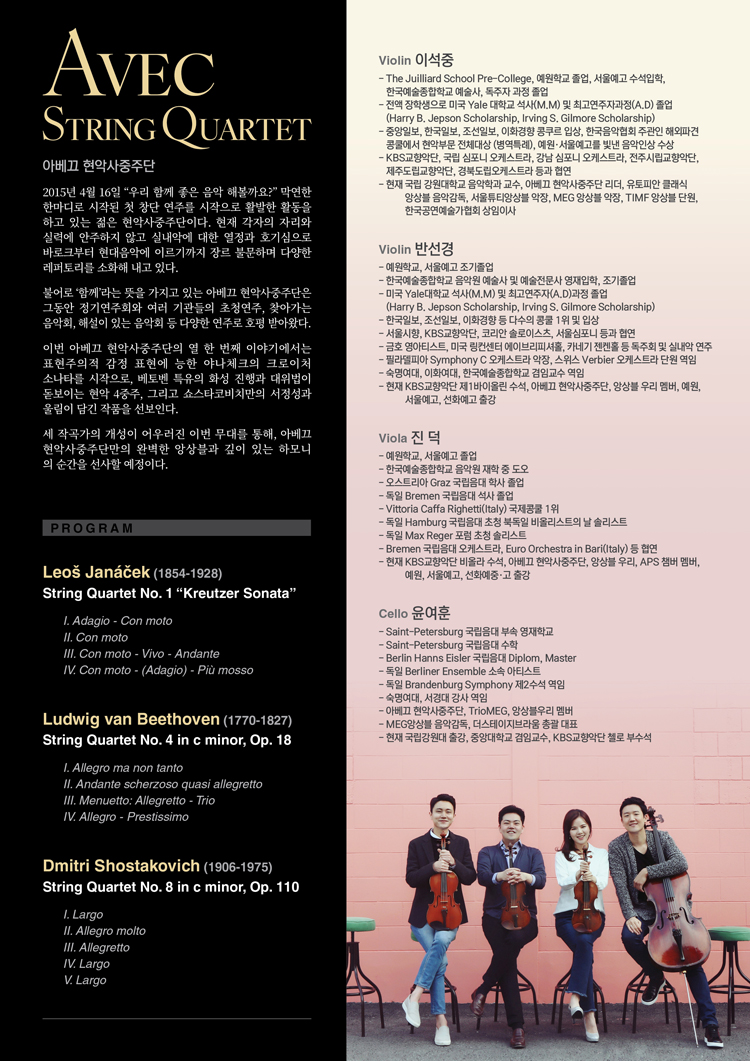 AVEC
STRING QUARTET
아베끄 현악사중주단
2015년 4월 16일 “우리 함께 좋은 음악 해볼까요?” 막연한
한마디로 시작된 첫 창단 연주를 시작으로 활발한 활동을
하고 있는 젊은 현악사중주단이다. 현재 각자의 자리와
실력에 안주하지 않고 실내악에 대한 열정과 호기심으로
바로크부터 현대음악에 이르기까지 장르 불문하며 다양한
레퍼토리를 소화해 내고 있다.
불어로 ‘함께’라는 뜻을 가지고 있는 아베끄 현악사중주단은
그동안 정기연주회와 여러 기관들의 초청연주, 찾아가는
음악회, 해설이 있는 음악회 등 다양한 연주로 호평 받아왔다.
이번 아베끄 현악사중주단의 열 한 번째 이야기에서는
표현주의적 감정 표현에 능한 야나체크의 크로이처
소나타를 시작으로, 베토벤 특유의 화성 진행과 대위법이
돋보이는 현악 4중주, 그리고 쇼스타코비치만의 서정성과
울림이 담긴 작품을 선보인다.
세 작곡가의 개성이 어우러진 이번 무대를 통해, 아베끄
현악사중주단만의 완벽한 앙상블과 깊이 있는 하모니
의 순간을 선사할 예정이다.
PROGRAM
Leoš Janáček (1854-1928)
String Quartet No. 1 “Kreutzer Sonata”
I. Adagio - Con moto
II. Con moto
III. Con moto - Vivo - Andante
IV. Con moto - (Adagio) - Più mosso
Ludwig van Beethoven (1770-1827)
String Quartet No. 4 in c minor, Op. 18
I. Allegro ma non tanto
II. Andante scherzoso quasi allegretto
III. Menuetto: Allegretto - Trio
IV. Allegro - Prestissimo
Dmitri Shostakovich (1906-1975)
String Quartet No. 8 in c minor, Op. 110
I. Largo
II. Allegro molto
III. Allegretto
IV. Largo
V. Largo
Violin 이석중
- The Juilliard School Pre-College, 예원학교 졸업, 서울예고 수석입학,
한국예술종합학교 예술사, 독주자 과정 졸업
- 전액 장학생으로 미국 Yale 대학교 석사(M.M) 및 최고연주자과정(A.D) 졸업
(Harry B. Jepson Scholarship, Irving S. Gilmore Scholarship)
- 중앙일보, 한국일보, 조선일보, 이화경향 콩쿠르 입상, 한국음악협회 주관인 해외파견
콩쿨에서 현악부문 전체대상 (병역특례), 예원·서울예고를 빛낸 음악인상 수상
- KBS교향악단, 국립 심포니 오케스트라, 강남 심포니 오케스트라, 전주시립교향악단,
제주도립교향악단, 경북도립오케스트라 등과 협연
- 현재 국립 강원대학교 음악학과 교수, 아베끄 현악사중주단 리더, 유토피안 클래식
앙상블 음악감독, 서울튜티앙상블 악장, MEG 앙상블 악장, TIMF 앙상블 단원,
한국공연예술가협회 상임이사
Violin 반선경
- 예원학교, 서울예고 조기졸업
- 한국예술종합학교 음악원 예술사 및 예술전문사 영재입학, 조기졸업
- 미국 Yale대학교 석사(M.M) 및 최고연주자(A.D)과정 졸업
(Harry B. Jepson Scholarship, Irving S. Gilmore Scholarship)
- 한국일보, 조선일보, 이화경향 등 다수의 콩쿨 1위 및 입상
- 서울시향, KBS교향악단, 코리안 솔로이스츠, 서울심포니 등과 협연
- 금호 영아티스트, 미국 링컨센터 에이브리피셔홀, 카네기 젠켄홀 등 독주회 및 실내악 연주
- 필라델피아 Symphony C 오케스트라 악장, 스위스 Verbier 오케스트라 단원 역임
- 숙명여대, 이화여대, 한국예술종합학교 겸임교수 역임
- 현재 KBS교향악단 제1바이올린 수석, 아베끄 현악사중주단, 앙상블 우리 멤버, 예원,
서울예고, 선화예고 출강
Viola 진 덕
- 예원학교, 서울예고 졸업
- 한국예술종합학교 음악원 재학 중 도오
- 오스트리아 Graz 국립음대 학사 졸업
- 독일 Bremen 국립음대 석사 졸업
- Vittoria Caffa Righetti(Italy) 국제콩쿨 1위
- 독일 Hamburg 국립음대 초청 북독일 비올리스트의 날 솔리스트
- 독일 Max Reger 포럼 초청 솔리스트
- Bremen 국립음대 오케스트라, Euro Orchestra in Bari(Italy) 등 협연
- 현재 KBS교향악단 비올라 수석, 아베끄 현악사중주단, 앙상블 우리, APS 챔버 멤버,
예원, 서울예고, 선화예중·고 출강
Cello 윤여훈
- Saint-Petersburg 국립음대 부속 영재학교
- Saint-Petersburg 국립음대 수학
- Berlin Hanns Eisler 국립음대 Diplom, Master
- 독일 Berliner Ensemble 소속 아티스트
- 독일 Brandenburg Symphony 제2수석 역임
- 숙명여대, 서경대 강사 역임
- 아베끄 현악사중주단, TrioMEG, 앙상블우리 멤버
- MEG앙상블 음악감독, 더스테이지브라움 총괄 대표
- 현재 국립강원대 출강, 중앙대학교 겸임교수, KBS교향악단 첼로 부수석